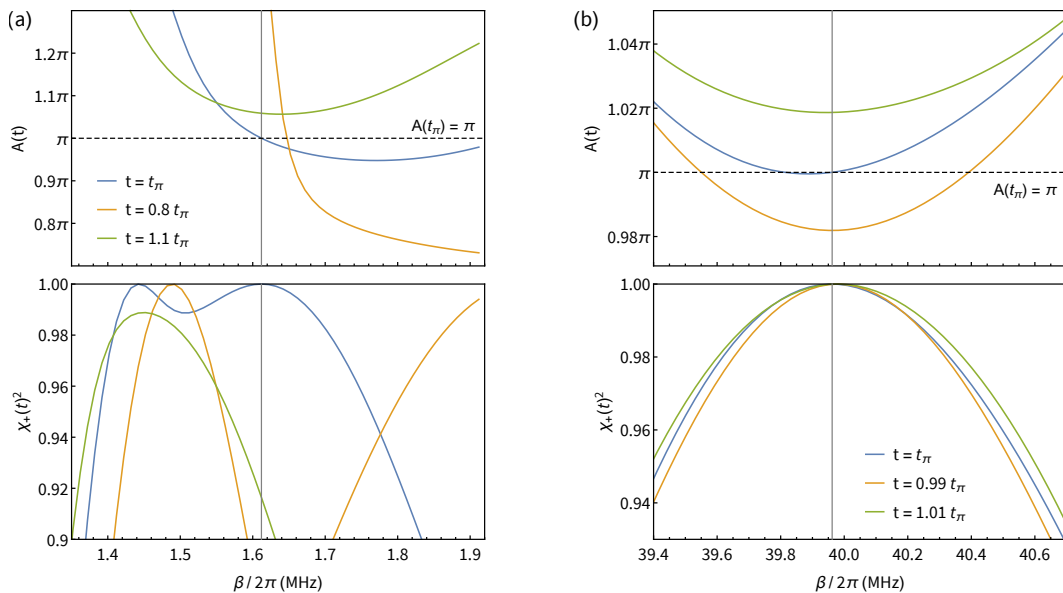 (a)
1.2π
1.1π
π
0.9π
0.8π
A(t)
A(tπ) = π
t = tπ
t = 0.8 tπ
t = 1.1 tπ
1.00
0.98
0.96
0.94
0.92
0.9
χ+(t)²
1.4 1.5 1.6 1.7 1.8 1.9
β / 2π (MHz)
(b)
1.04π
1.02π
π
0.98π
A(t)
A(tπ) = π
1.00
0.98
0.96
0.94
χ+(t)²
t = tπ
t = 0.99 tπ
t = 1.01 tπ
39.4 39.6 39.8 40.0 40.2 40.4 40.6
β / 2π (MHz)